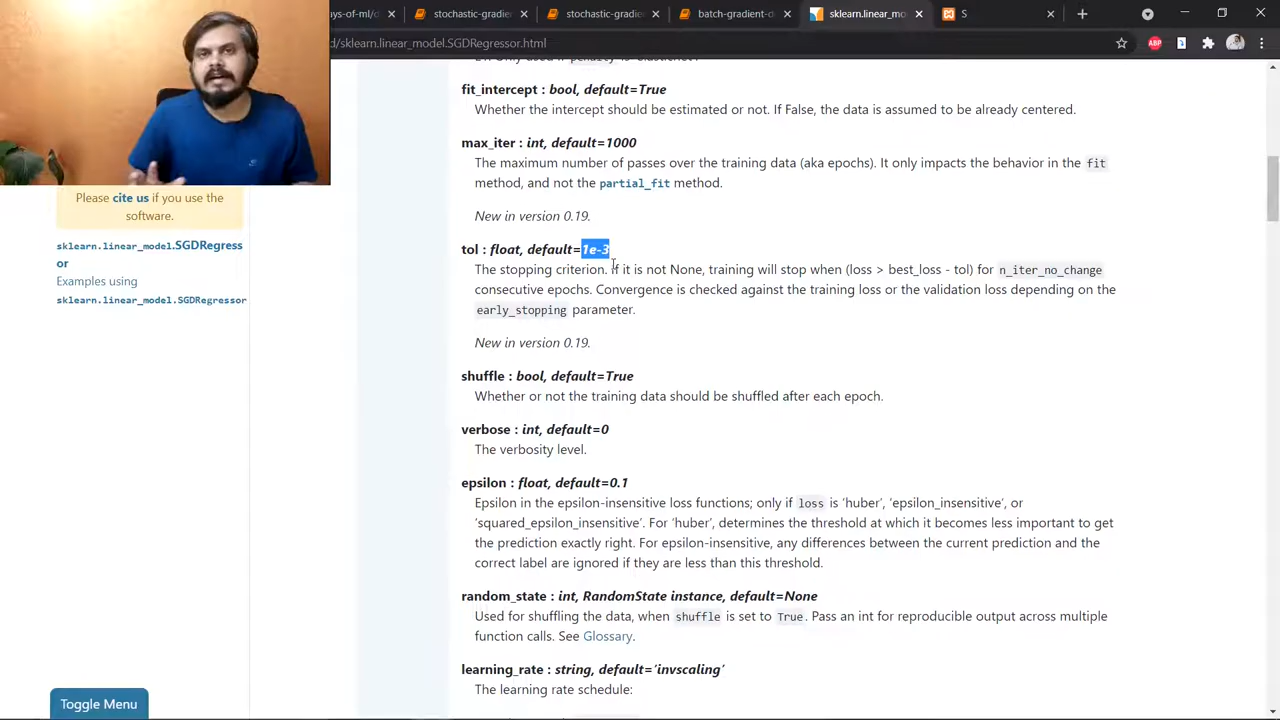 ys-of-ml/d
stochastic-gradie
stochastic-gradie
batch-gradient-d
sklearn.linear_mo
S
/sklearn.linear_model.SGDRegressor.html
ABP
fit_intercept : bool, default=True
Whether the intercept should be estimated or not. If False, the data is assumed to be already centered.
max_iter : int, default=1000
The maximum number of passes over the training data (aka epochs). It only impacts the behavior in the fit
method, and not the partial_fit method.
New in version 0.19.
Please cite us if you use the
software.
sklearn.linear_model.SGDRegress
or
Examples using
sklearn.linear_model.SGDRegressor
tol : float, default=1e-3
The stopping criterion. If it is not None, training will stop when (loss > best_loss - tol) for n_iter_no_change
consecutive epochs. Convergence is checked against the training loss or the validation loss depending on the
early_stopping parameter.
New in version 0.19.
shuffle : bool, default=True
Whether or not the training data should be shuffled after each epoch.
verbose : int, default=0
The verbosity level.
epsilon : float, default=0.1
Epsilon in the epsilon-insensitive loss functions; only if loss is ‘huber’, ‘epsilon_insensitive’, or
‘squared_epsilon_insensitive’. For ‘huber’, determines the threshold at which it becomes less important to get
the prediction exactly right. For epsilon-insensitive, any differences between the current prediction and the
correct label are ignored if they are less than this threshold.
random_state : int, RandomState instance, default=None
Used for shuffling the data, when shuffle is set to True. Pass an int for reproducible output across multiple
function calls. See Glossary.
learning_rate : string, default=’invscaling’
The learning rate schedule:
Toggle Menu